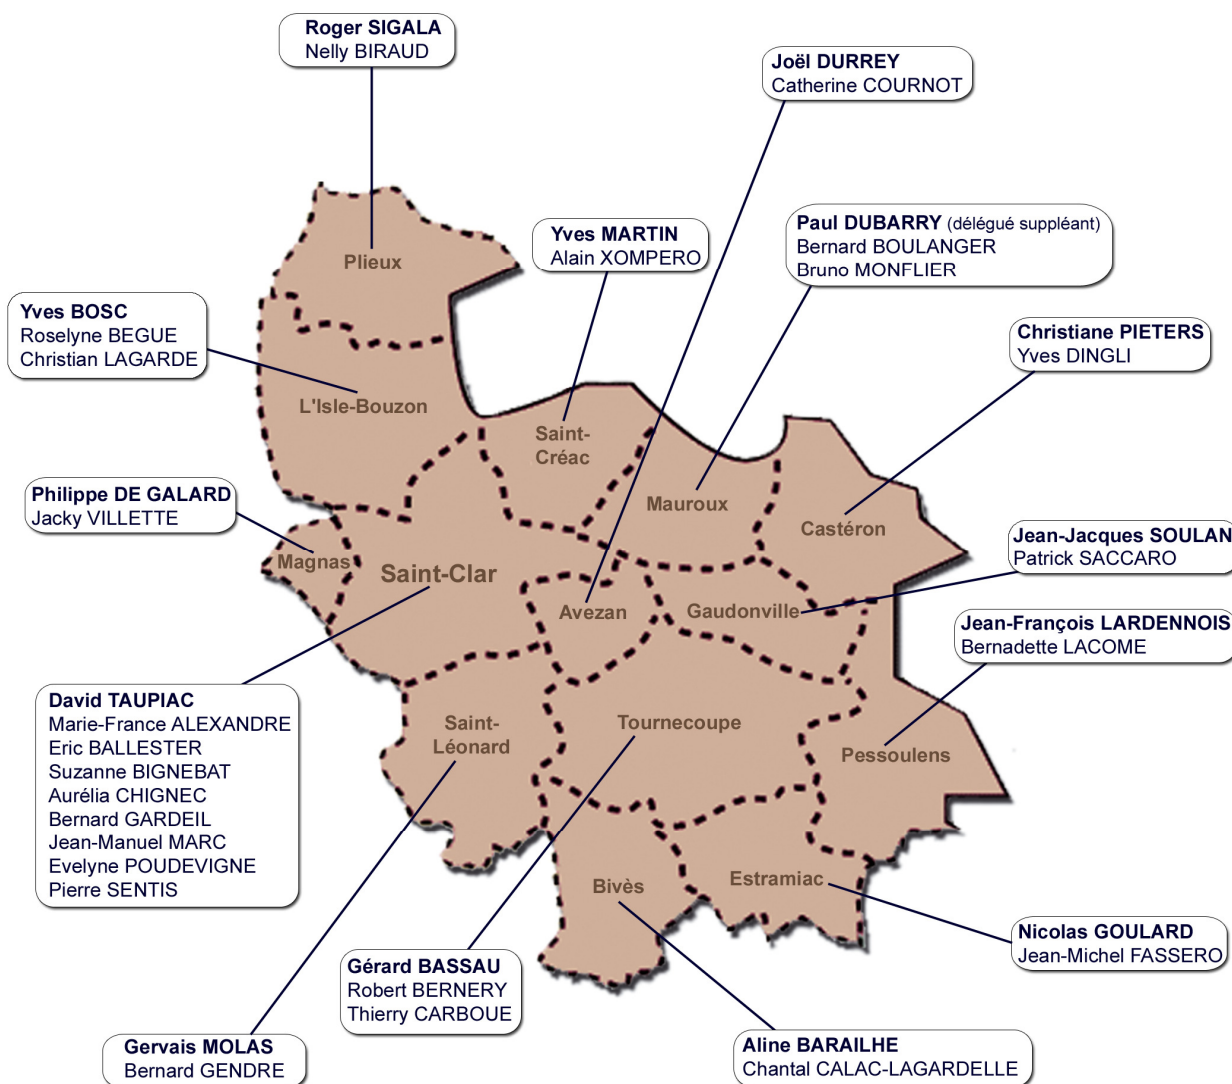 Roger SIGALA
Nelly BIRAUD
Joël DURREY
Catherine COURNOT
Yves MARTIN
Alain XOMPERO
Paul DUBARRY (délégué suppléant)
Bernard BOULANGER
Bruno MONFLIER
Plieux
Yves BOSC
Roselyne BEGUE
Christian LAGARDE
Christiane PIETERS
Yves DINGLI
L'Isle-Bouzon
Saint-
Créac
Mauroux
Castéron
Philippe DE GALARD
Jacky VILLETTE
Magnas
Saint-Clar
Jean-Jacques SOULAN
Patrick SACCARO
Avezan
Gaudonville
Jean-François LARDENNOIS
Bernadette LACOME
David TAUPIAC
Marie-France ALEXANDRE
Eric BALLESTER
Suzanne BIGNEBAT
Aurélia CHIGNEC
Bernard GARDEIL
Jean-Manuel MARC
Evelyne POUDEVIGNE
Pierre SENTIS
Saint-
Léonard
Tournecoupe
Pessoulens
Bivès
Estramiac
Nicolas GOULARD
Jean-Michel FASSERO
Gérard BASSAU
Robert BERNERY
Thierry CARBOUE
Gervais MOLAS
Bernard GENDRE
Aline BARAILHE
Chantal CALAC-LAGARDELLE